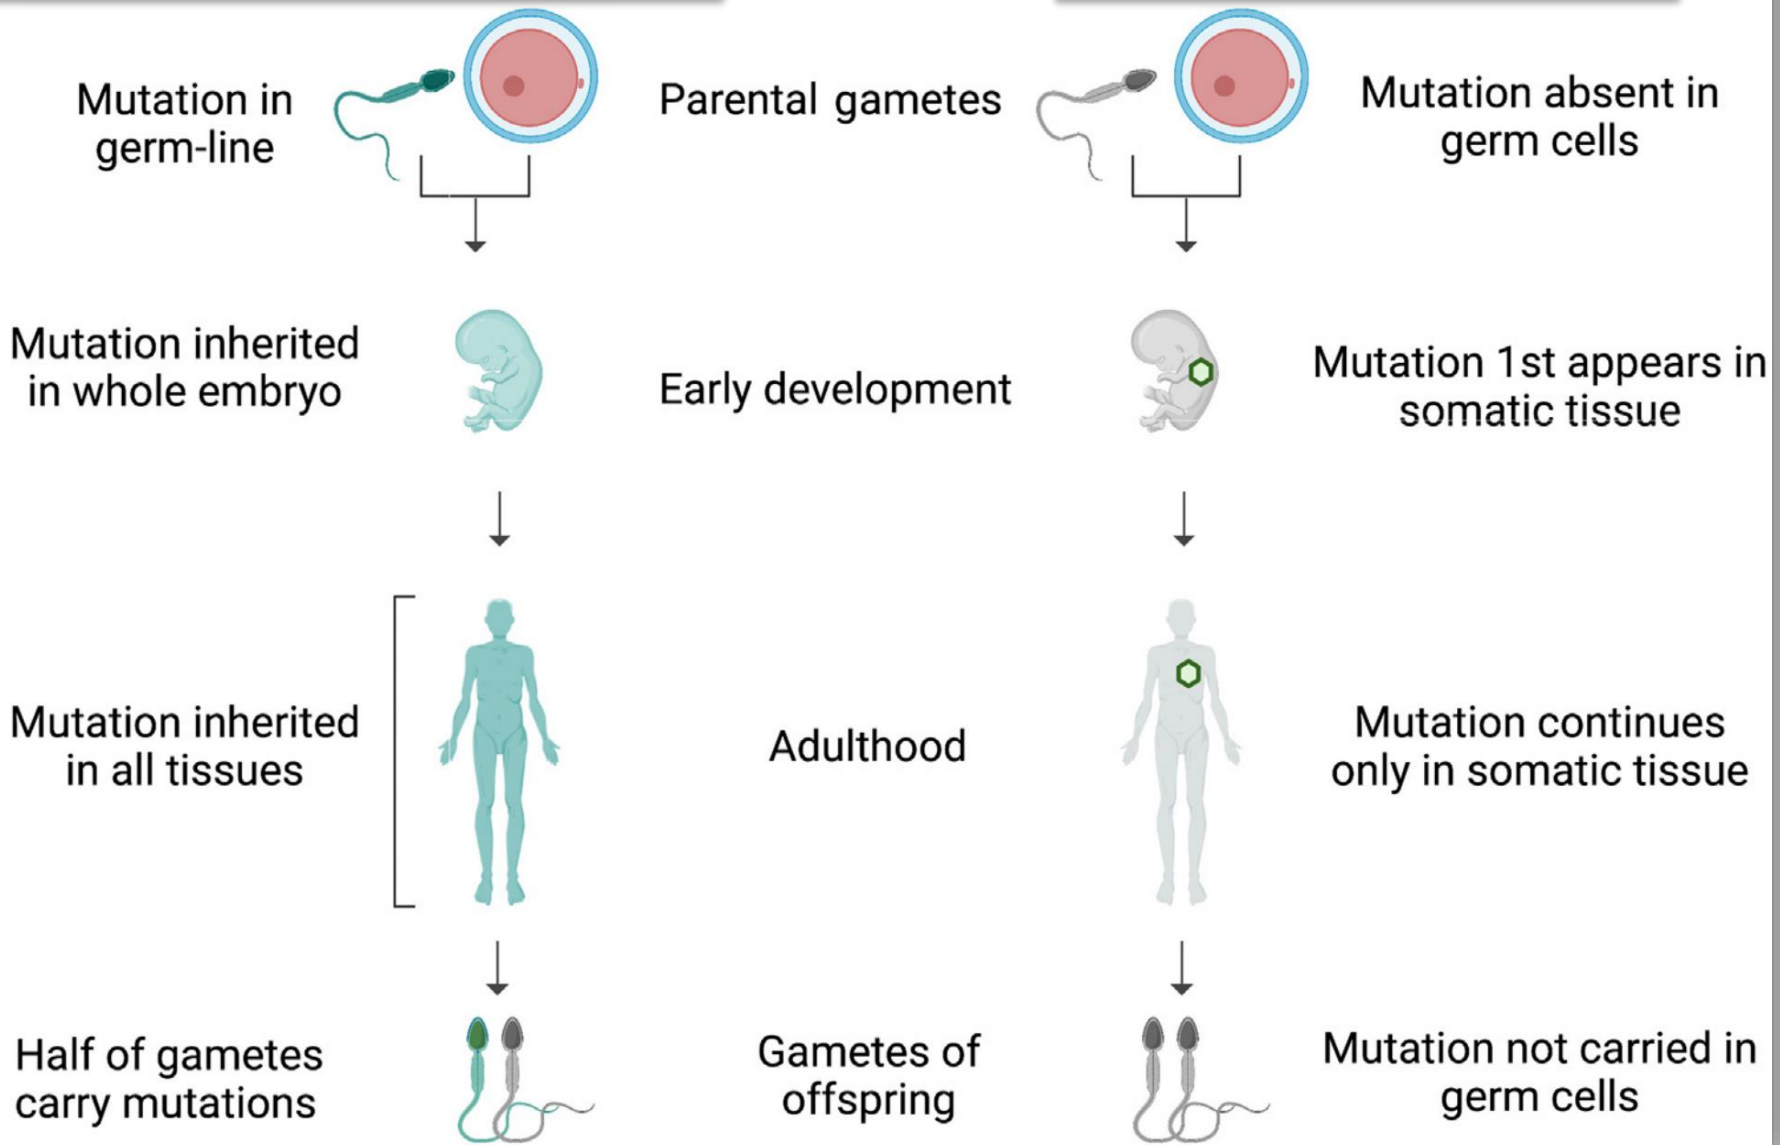 Mutation in
germ-line
Parental gametes
Mutation absent in
germ cells
Mutation inherited
in whole embryo
Early development
Mutation 1st appears in
somatic tissue
Mutation inherited
in all tissues
Adulthood
Mutation continues
only in somatic tissue
Half of gametes
carry mutations
Gametes of
offspring
Mutation not carried in
germ cells